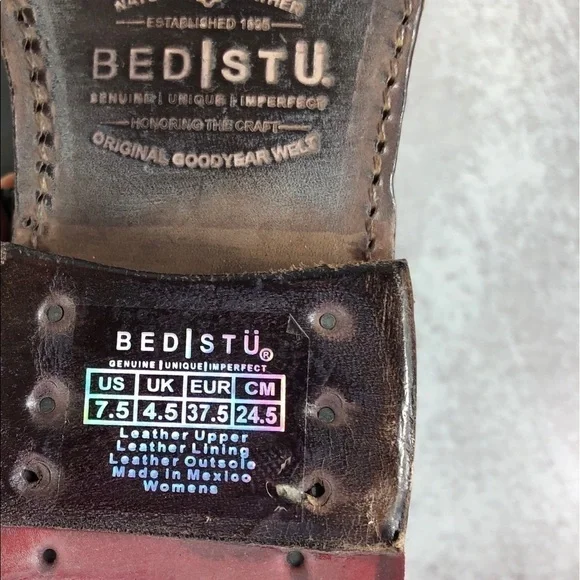 ESTABLISHED 1995
BED|STÜ®
GENUINE | UNIQUE | IMPERFECT
HONORING THE CRAFT
ORIGINAL GOODYEAR WELT
BED|STÜ®
GENUINE|UNIQUE|IMPERFECT
US UK EUR CM
7.5 4.5 37.5 24.5
Leather Upper
Leather Lining
Leather Outsole
Made in Mexico
Womens